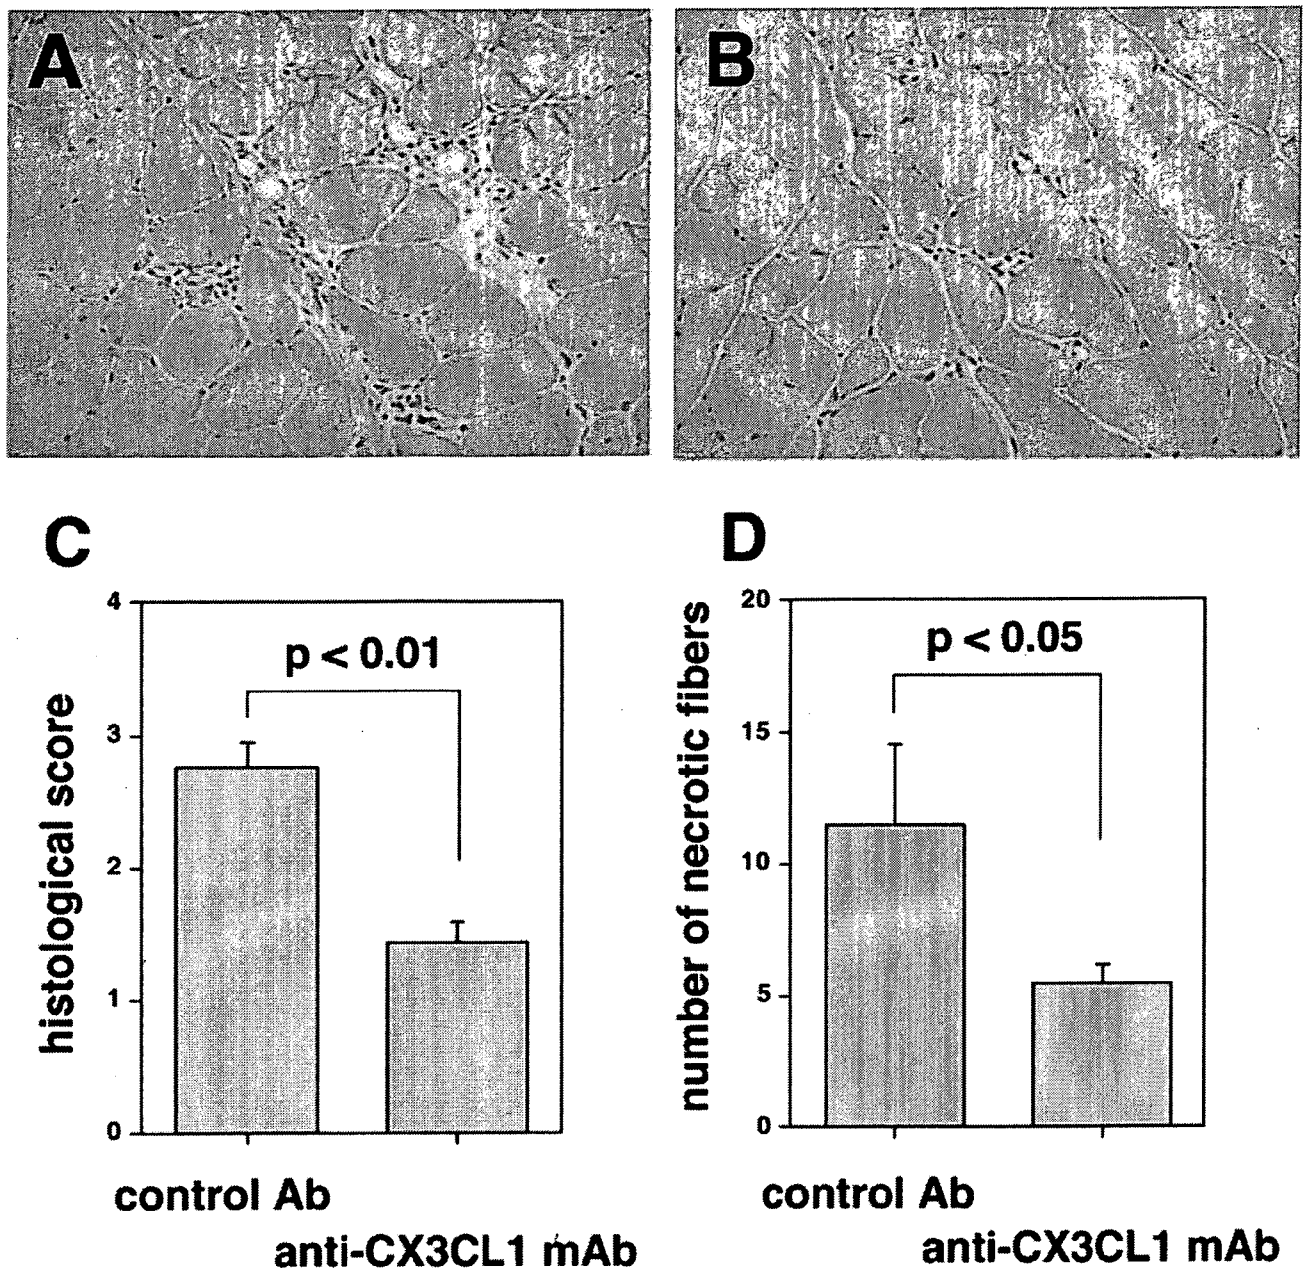 A
B
C
D
4
3
2
1
0
histological score
p < 0.01
control Ab
anti-CX3CL1 mAb
20
15
10
5
0
number of necrotic fibers
p < 0.05
control Ab
anti-CX3CL1 mAb